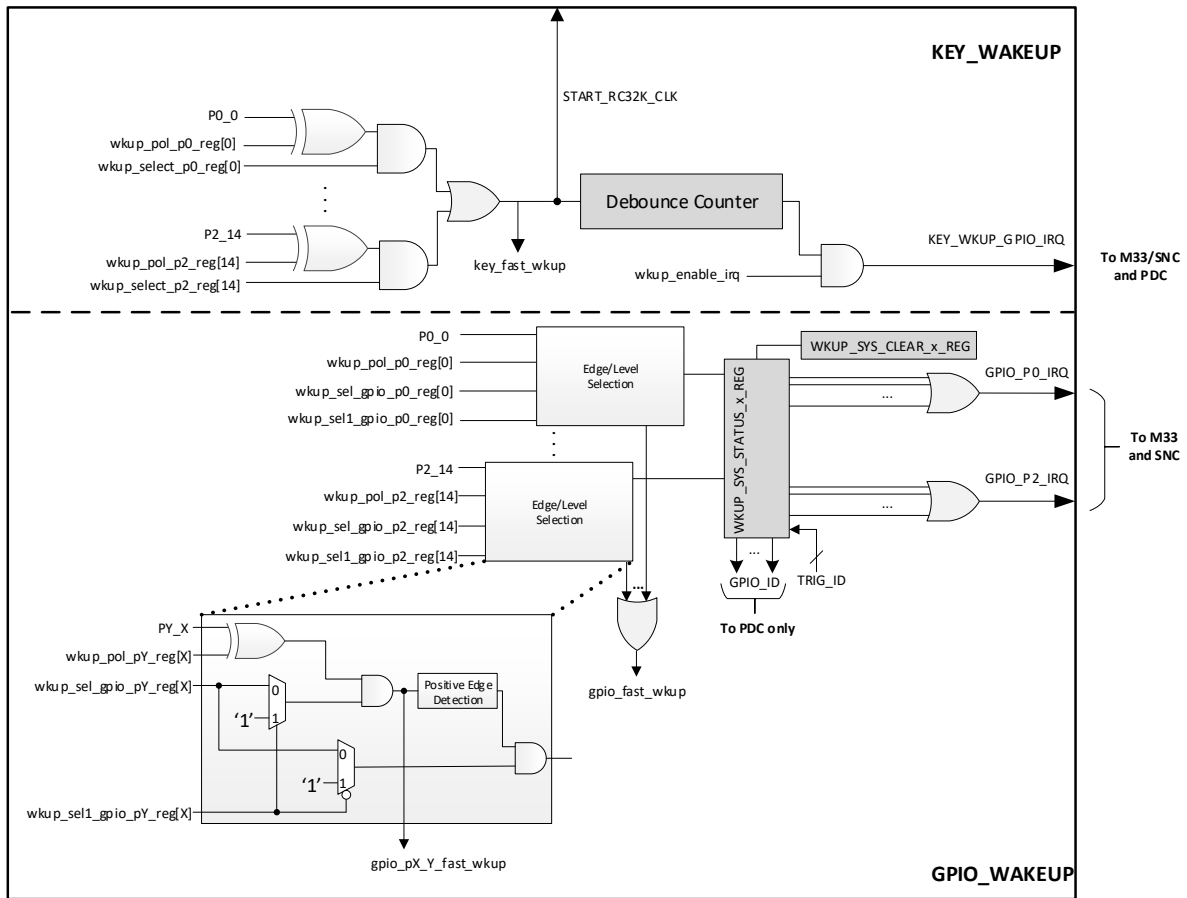 KEY_WAKEUP
START_RC32K_CLK
P0_0
wkup_pol_p0_reg[0]
wkup_select_p0_reg[0]
P2_14
wkup_pol_p2_reg[14]
wkup_select_p2_reg[14]
key_fast_wkup
Debounce Counter
wkup_enable_irq
KEY_WKUP_GPIO_IRQ
To M33/SNC
and PDC
P0_0
wkup_pol_p0_reg[0]
wkup_sel_gpio_p0_reg[0]
wkup_sel1_gpio_p0_reg[0]
Edge/Level
Selection
P2_14
wkup_pol_p2_reg[14]
wkup_sel_gpio_p2_reg[14]
wkup_sel1_gpio_p2_reg[14]
Edge/Level
Selection
WKUP_SYS_STATUS_x_REG
WKUP_SYS_CLEAR_x_REG
...
GPIO_P0_IRQ
...
GPIO_P2_IRQ
To M33
and SNC
...
GPIO_ID
TRIG_ID
To PDC only
...
gpio_fast_wkup
PY_X
wkup_pol_pY_reg[X]
wkup_sel_gpio_pY_reg[X]
0
'1'
1
Positive Edge
Detection
0
'1'
1
wkup_sel1_gpio_pY_reg[X]
gpio_pX_Y_fast_wkup
GPIO_WAKEUP